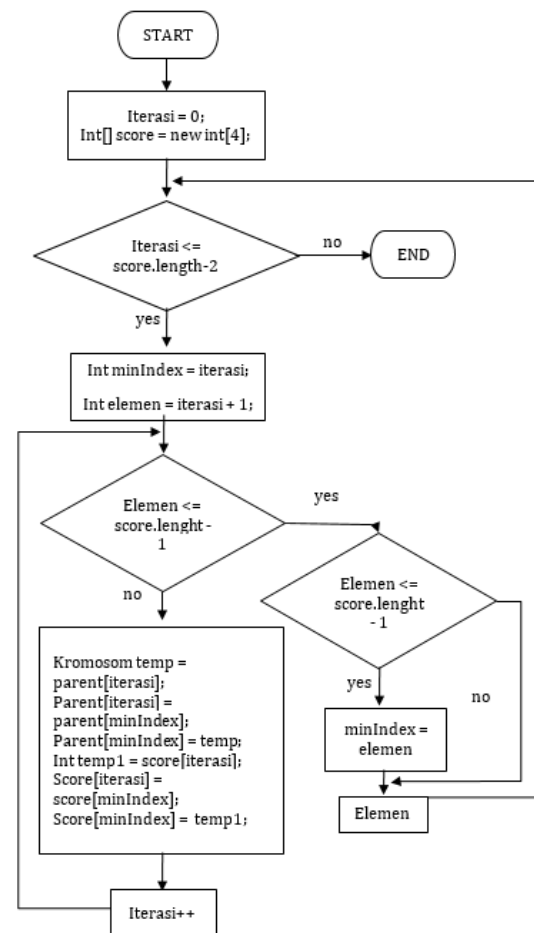 START
Iterasi = 0;
Int[] score = new int[4];
Iterasi <=
score.length-2
no
END
yes
Int minIndex = iterasi;
Int elemen = iterasi + 1;
Elemen <=
score.lenght -
1
yes
no
Elemen <=
score.lenght
- 1
yes
no
minIndex =
elemen
Elemen
Kromosom temp =
parent[iterasi];
Parent[iterasi] =
parent[minIndex];
Parent[minIndex] = temp;
Int temp1 = score[iterasi];
Score[iterasi] =
score[minIndex];
Score[minIndex] = temp1;
Iterasi++